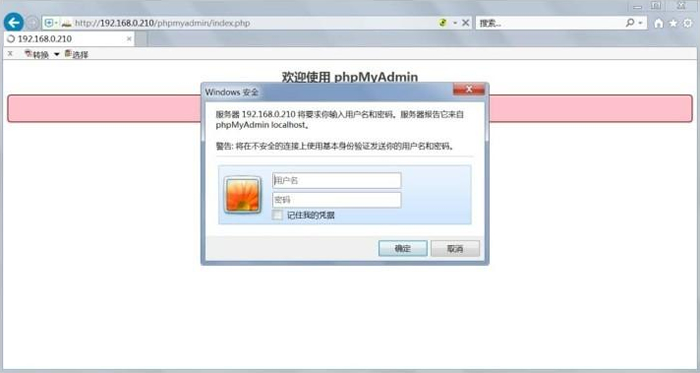 http://192.168.0.210/phpmyadmin/index.php
搜索...
192.168.0.210
x 转换 ▼ 选择
欢迎使用 phpMyAdmin
Windows 安全
服务器 192.168.0.210 将要求你输入用户名和密码。服务器报告它来自
phpMyAdmin localhost。
警告: 将在不安全的连接上使用基本身份验证发送你的用户名和密码。
用户名
密码
记住我的凭据
确定 取消